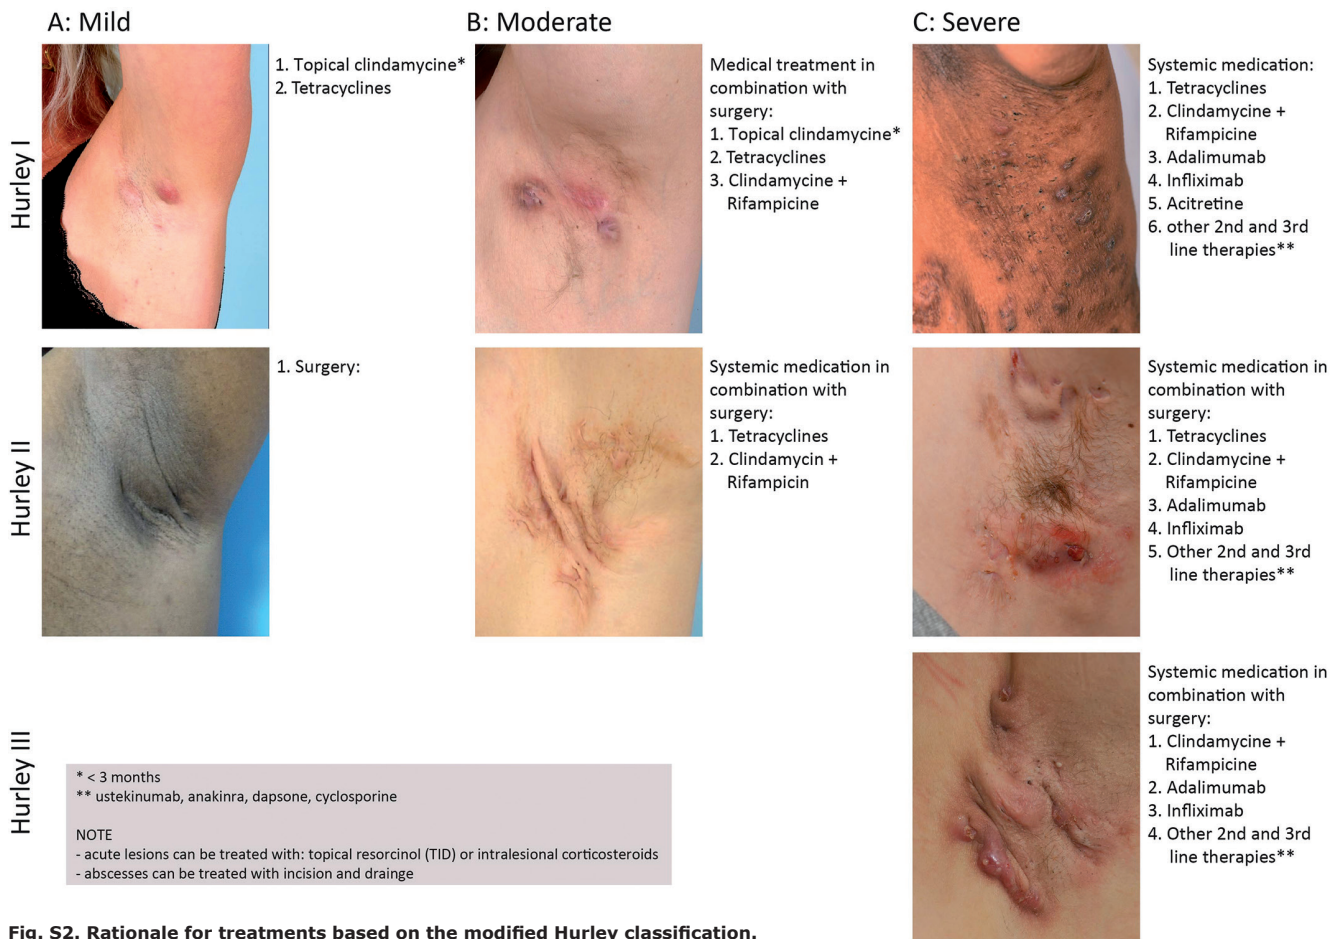 A: Mild
B: Moderate
C: Severe
Hurley I
1. Topical clindamycine*
2. Tetracyclines
Medical treatment in
combination with
surgery:
1. Topical clindamycine*
2. Tetracyclines
3. Clindamycine +
Rifampicine
Systemic medication:
1. Tetracyclines
2. Clindamycine +
Rifampicine
3. Adalimumab
4. Infliximab
5. Acitretine
6. other 2nd and 3rd
line therapies**
Hurley II
1. Surgery:
Systemic medication in
combination with
surgery:
1. Tetracyclines
2. Clindamycin +
Rifampicin
Systemic medication in
combination with
surgery:
1. Tetracyclines
2. Clindamycine +
Rifampicine
3. Adalimumab
4. Infliximab
5. Other 2nd and 3rd
line therapies**
Hurley III
Systemic medication in
combination with
surgery:
1. Clindamycine +
Rifampicine
2. Adalimumab
3. Infliximab
4. Other 2nd and 3rd
line therapies**
* < 3 months
** ustekinumab, anakinra, dapsone, cyclosporine
NOTE
- acute lesions can be treated with: topical resorcinol (TID) or intralesional corticosteroids
- abscesses can be treated with incision and drainge
Fig. S2. Rationale for treatments based on the modified Hurley classification.